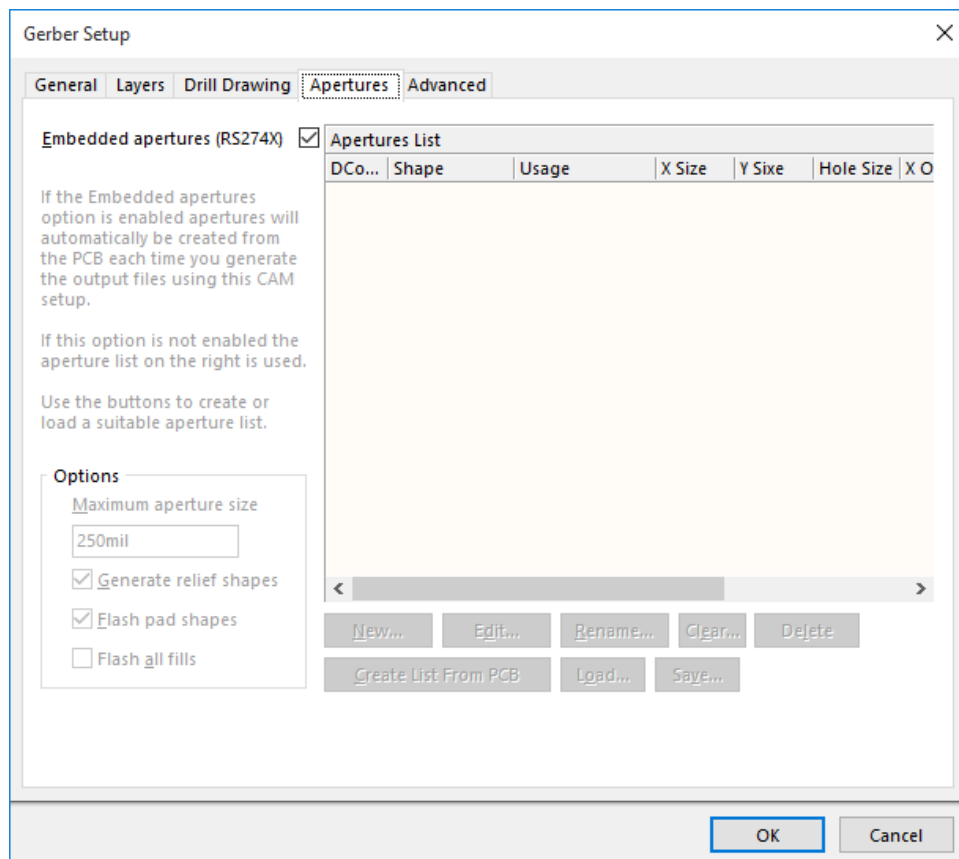 Gerber Setup
General Layers Drill Drawing Apertures Advanced
Embedded apertures (RS274X)
If the Embedded apertures
option is enabled apertures will
automatically be created from
the PCB each time you generate
the output files using this CAM
setup.
If this option is not enabled the
aperture list on the right is used.
Use the buttons to create or
load a suitable aperture list.
Options
Maximum aperture size
250mil
Generate relief shapes
Flash pad shapes
Flash all fills
Apertures List
DCo... Shape Usage X Size Y Sixe Hole Size X O
New... Edit... Rename... Clear... Delete
Create List From PCB Load... Save...
OK Cancel